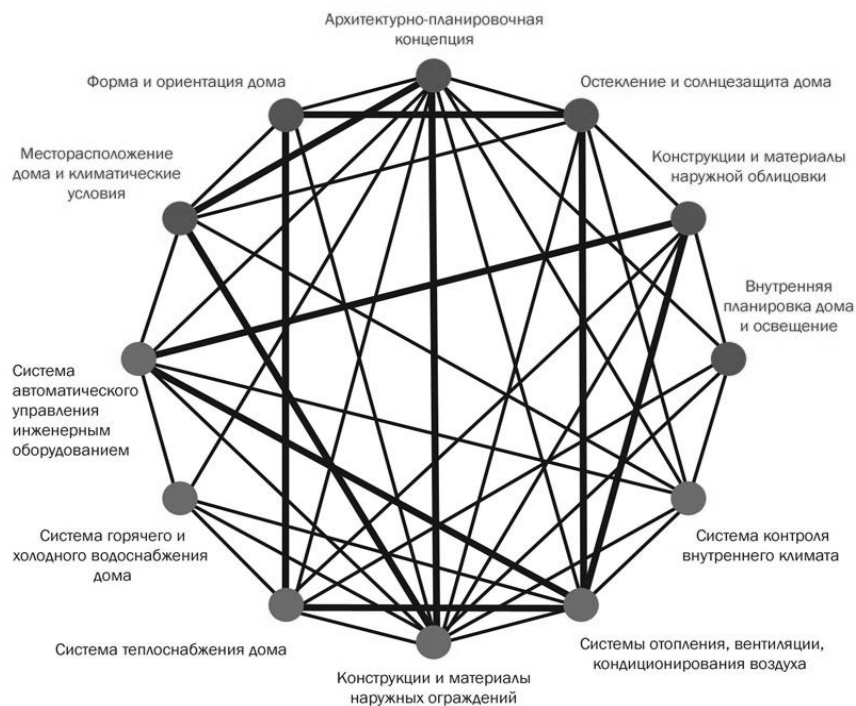 Архитектурно-планировочная
концепция
Форма и ориентация дома
Остекление и солнцезащита дома
Месторасположение
дома и климатические
условия
Конструкции и материалы
наружной облицовки
Внутренняя
планировка дома
и освещение
Система
автоматического
управления
инженерным
оборудованием
Система горячего и
холодного водоснабжения
дома
Система контроля
внутреннего климата
Система теплоснабжения дома
Конструкции и материалы
наружных ограждений
Системы отопления, вентиляции,
кондиционирования воздуха